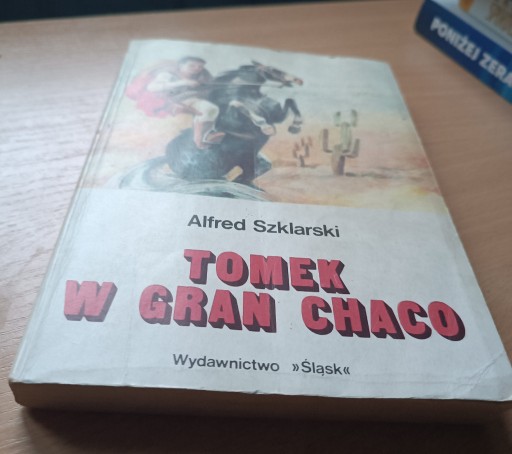 Alfred Szklarski
TOMEK
W GRAN CHACO
Wydawnictwo »Śląsk«
PONIŻEJ ZERA